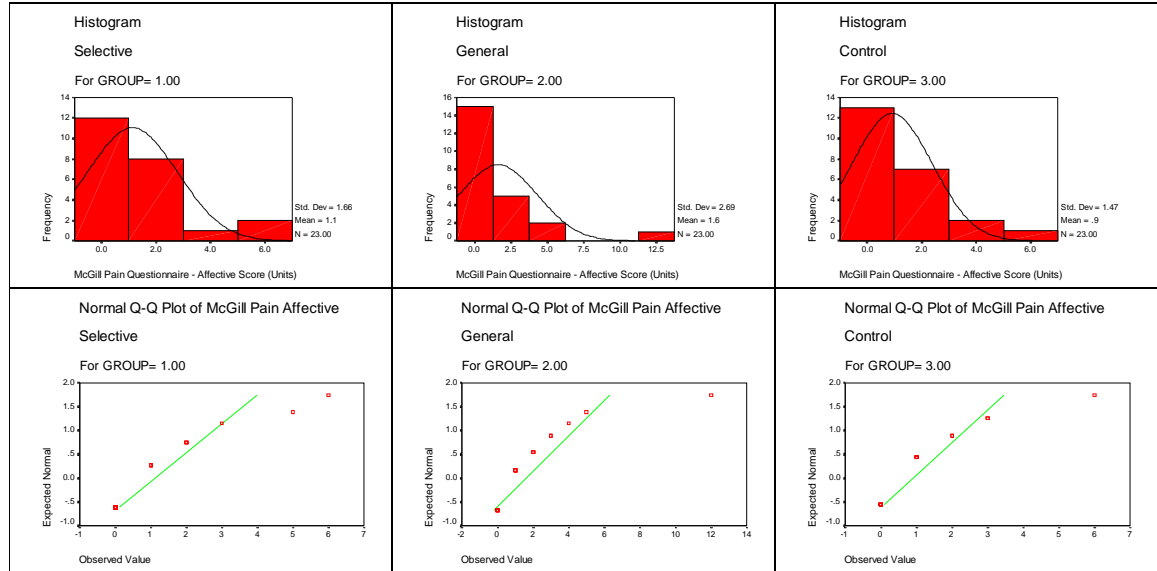 Histogram
Selective
For GROUP= 1.00
14
12
10
8
6
4
2
0
Frequency
0.0 2.0 4.0 6.0
Std. Dev = 1.66
Mean = 1.1
N = 23.00
McGill Pain Questionnaire - Affective Score (Units)
Histogram
General
For GROUP= 2.00
16
14
12
10
8
6
4
2
0
Frequency
0.0 2.5 5.0 7.5 10.0 12.5
Std. Dev = 2.69
Mean = 1.6
N = 23.00
McGill Pain Questionnaire - Affective Score (Units)
Histogram
Control
For GROUP= 3.00
14
12
10
8
6
4
2
0
Frequency
0.0 2.0 4.0 6.0
Std. Dev = 1.47
Mean = .9
N = 23.00
McGill Pain Questionnaire - Affective Score (Units)
Normal Q-Q Plot of McGill Pain Affective
Selective
For GROUP= 1.00
2.0
1.5
1.0
.5
0.0
-.5
-1.0
Expected Normal
-1 0 1 2 3 4 5 6 7
Observed Value
Normal Q-Q Plot of McGill Pain Affective
General
For GROUP= 2.00
2.0
1.5
1.0
.5
0.0
-.5
-1.0
Expected Normal
-2 0 2 4 6 8 10 12 14
Observed Value
Normal Q-Q Plot of McGill Pain Affective
Control
For GROUP= 3.00
2.0
1.5
1.0
.5
0.0
-.5
-1.0
Expected Normal
-1 0 1 2 3 4 5 6 7
Observed Value